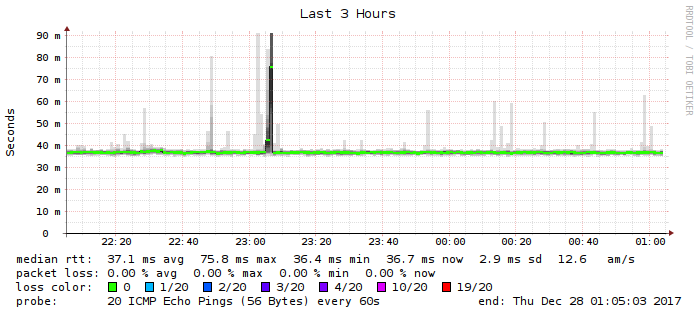 Last 3 Hours
RRDTOOL / TOBI OETIKER
Seconds
90 m
80 m
70 m
60 m
50 m
40 m
30 m
20 m
10 m
0
22:20 22:40 23:00 23:20 23:40 00:00 00:20 00:40 01:00
median rtt: 37.1 ms avg 75.8 ms max 36.4 ms min 36.7 ms now 2.9 ms sd 12.6 am/s
packet loss: 0.00 % avg 0.00 % max 0.00 % min 0.00 % now
loss color: 0 1/20 2/20 3/20 4/20 10/20 19/20
probe: 20 ICMP Echo Pings (56 Bytes) every 60s end: Thu Dec 28 01:05:03 2017